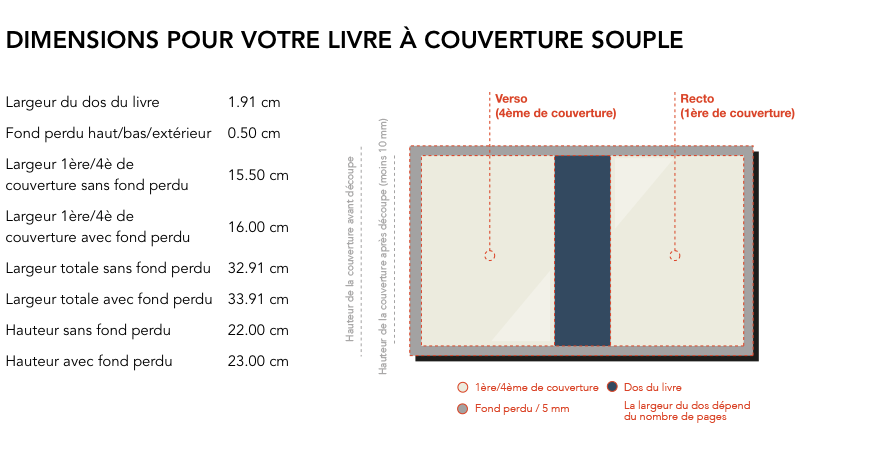 DIMENSIONS POUR VOTRE LIVRE À COUVERTURE SOUPLE
Largeur du dos du livre 1.91 cm
Fond perdu haut/bas/extérieur 0.50 cm
Largeur 1ère/4è de
couverture sans fond perdu 15.50 cm
Largeur 1ère/4è de
couverture avec fond perdu 16.00 cm
Largeur totale sans fond perdu 32.91 cm
Largeur totale avec fond perdu 33.91 cm
Hauteur sans fond perdu 22.00 cm
Hauteur avec fond perdu 23.00 cm
Hauteur de la couverture avant découpe
Hauteur de la couverture après découpe (moins 10 mm)
Verso
(4ème de couverture)
Recto
(1ère de couverture)
1ère/4ème de couverture
Dos du livre
Fond perdu / 5 mm
La largeur du dos dépend
du nombre de pages